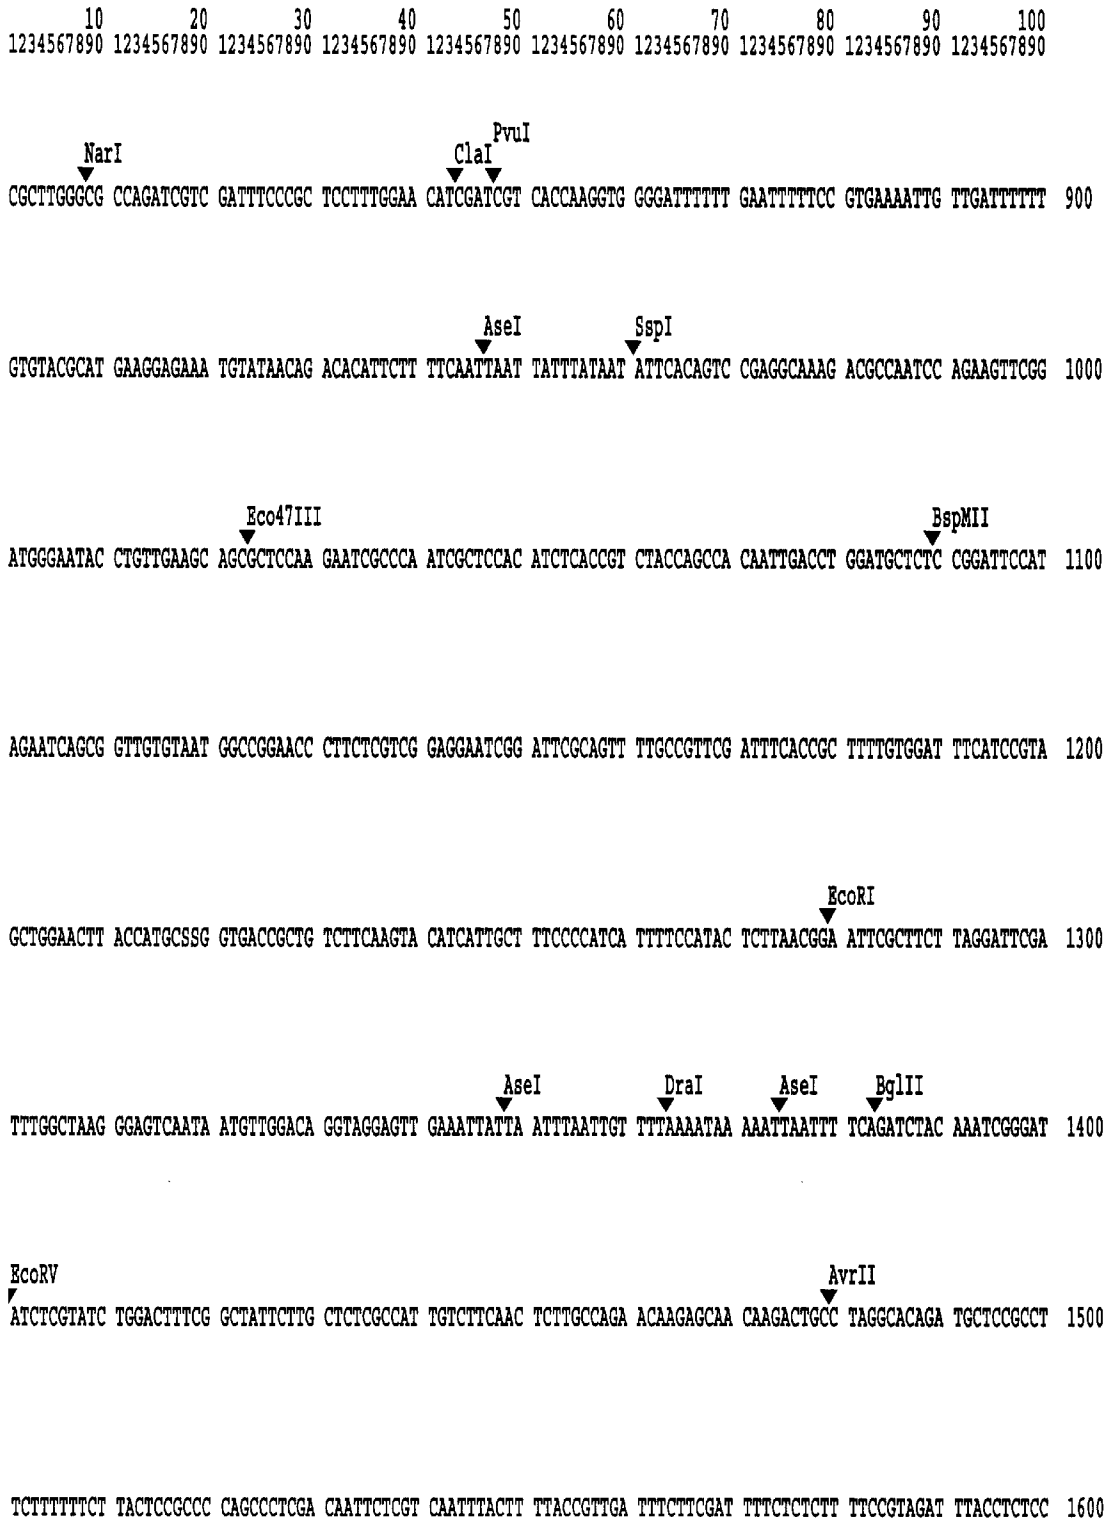 10 20 30 40 50 60 70 80 90 100
1234567890 1234567890 1234567890 1234567890 1234567890 1234567890 1234567890 1234567890 1234567890 1234567890
PvuI
NarI ClaI
CGCTTGGGCG CCAGATCGTC GATTTCCCGC TCCTTTGGAA CATCGATCGT CACCAAGGTG GGGATTTTTT GAATTTTTCC GTGAAAATTG TTGATTTTTT 900
AseI SspI
GTGTACGCAT GAAGGAGAAA TGTATAACAG ACACATTCTT TTCAATTAAT TATTTATAAT ATTCACAGTC CGAGGCAAAG ACGCCAATCC AGAAGTTCGG 1000
Eco47III BspMII
ATGGGAATAC CTGTTGAAGC AGCGCTCCAA GAATCGCCCA ATCGCTCCAC ATCTCACCGT CTACCAGCCA CAATTGACCT GGATGCTCTC CGGATTCCAT 1100
AGAATCAGCG GTTGTGTAAT GGCCGGAACC CTTCTCGTCG GAGGAATCGG ATTCGCAGTT TTGCCGTTCG ATTTCACCGC TTTTGTGGAT TTCATCCGTA 1200
EcoRI
GCTGGAACTT ACCATGCSSG GTGACCGCTG TCTTCAAGTA CATCATTGCT TTCCCCATCA TTTTCCATAC TCTTAACGGA ATTCGCTTCT TAGGATTCGA 1300
AseI DraI AseI BglII
TTTGGCTAAG GGAGTCAATA ATGTTGGACA GGTAGGAGTT GAAATTATTA ATTTAATTGT TTTAAAATAA AAATTAATTT TCAGATCTAC AAATCGGGAT 1400
EcoRV AvrII
ATCTCGTATC TGGACTTTCG GCTATTCTTG CTCTCGCCAT TGTCTTCAAC TCTTGCCAGA ACAAGAGCAA CAAGACTGCC TAGGCACAGA TGCTCCGCCT 1500
TCTTTTTTCT TACTCCGCCC CAGCCCTCGA CAATTCTCGT CAATTTACTT TTACCGTTGA TTTCTTCGAT TTTCTCTCTT TTCCGTAGAT TTACCTCTCC 1600